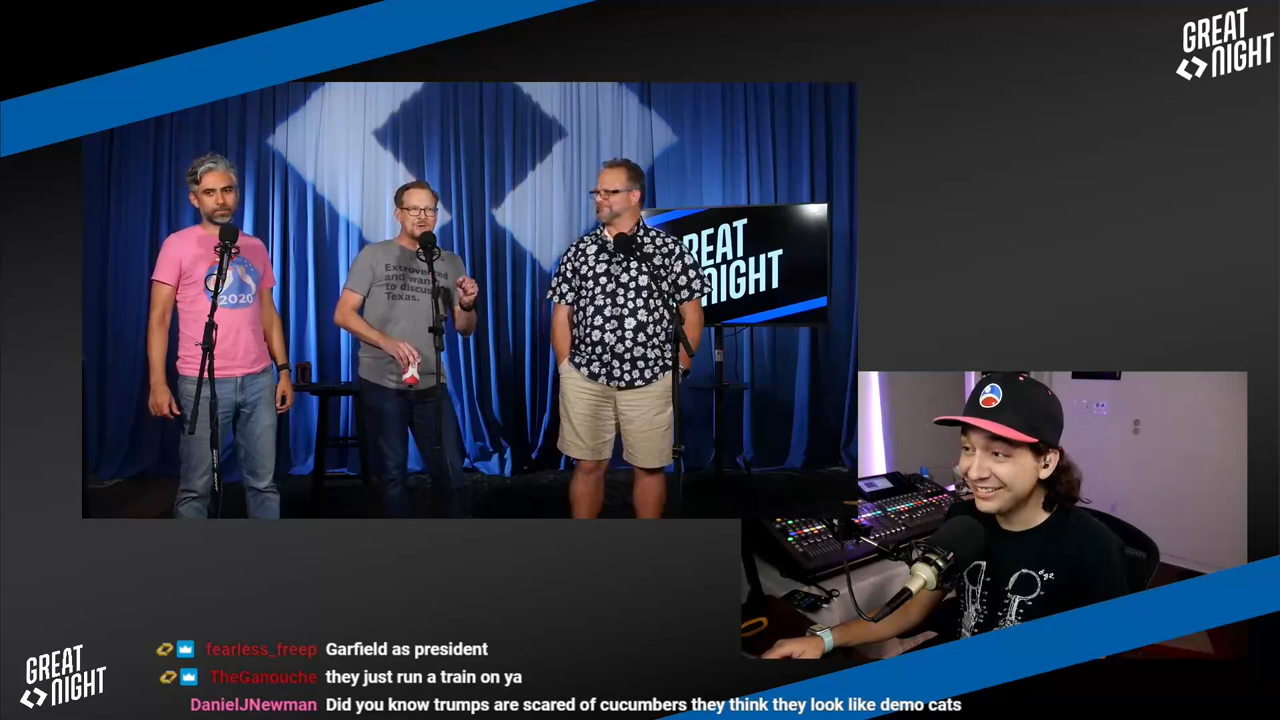 GREAT
NIGHT
2020
Extroverted
and want
to discuss
Texas.
REAT
NIGHT
GREAT
NIGHT
fearless_freep Garfield as president
TheGanouche they just run a train on ya
DanielJNewman Did you know trumps are scared of cucumbers they think they look like demo cats